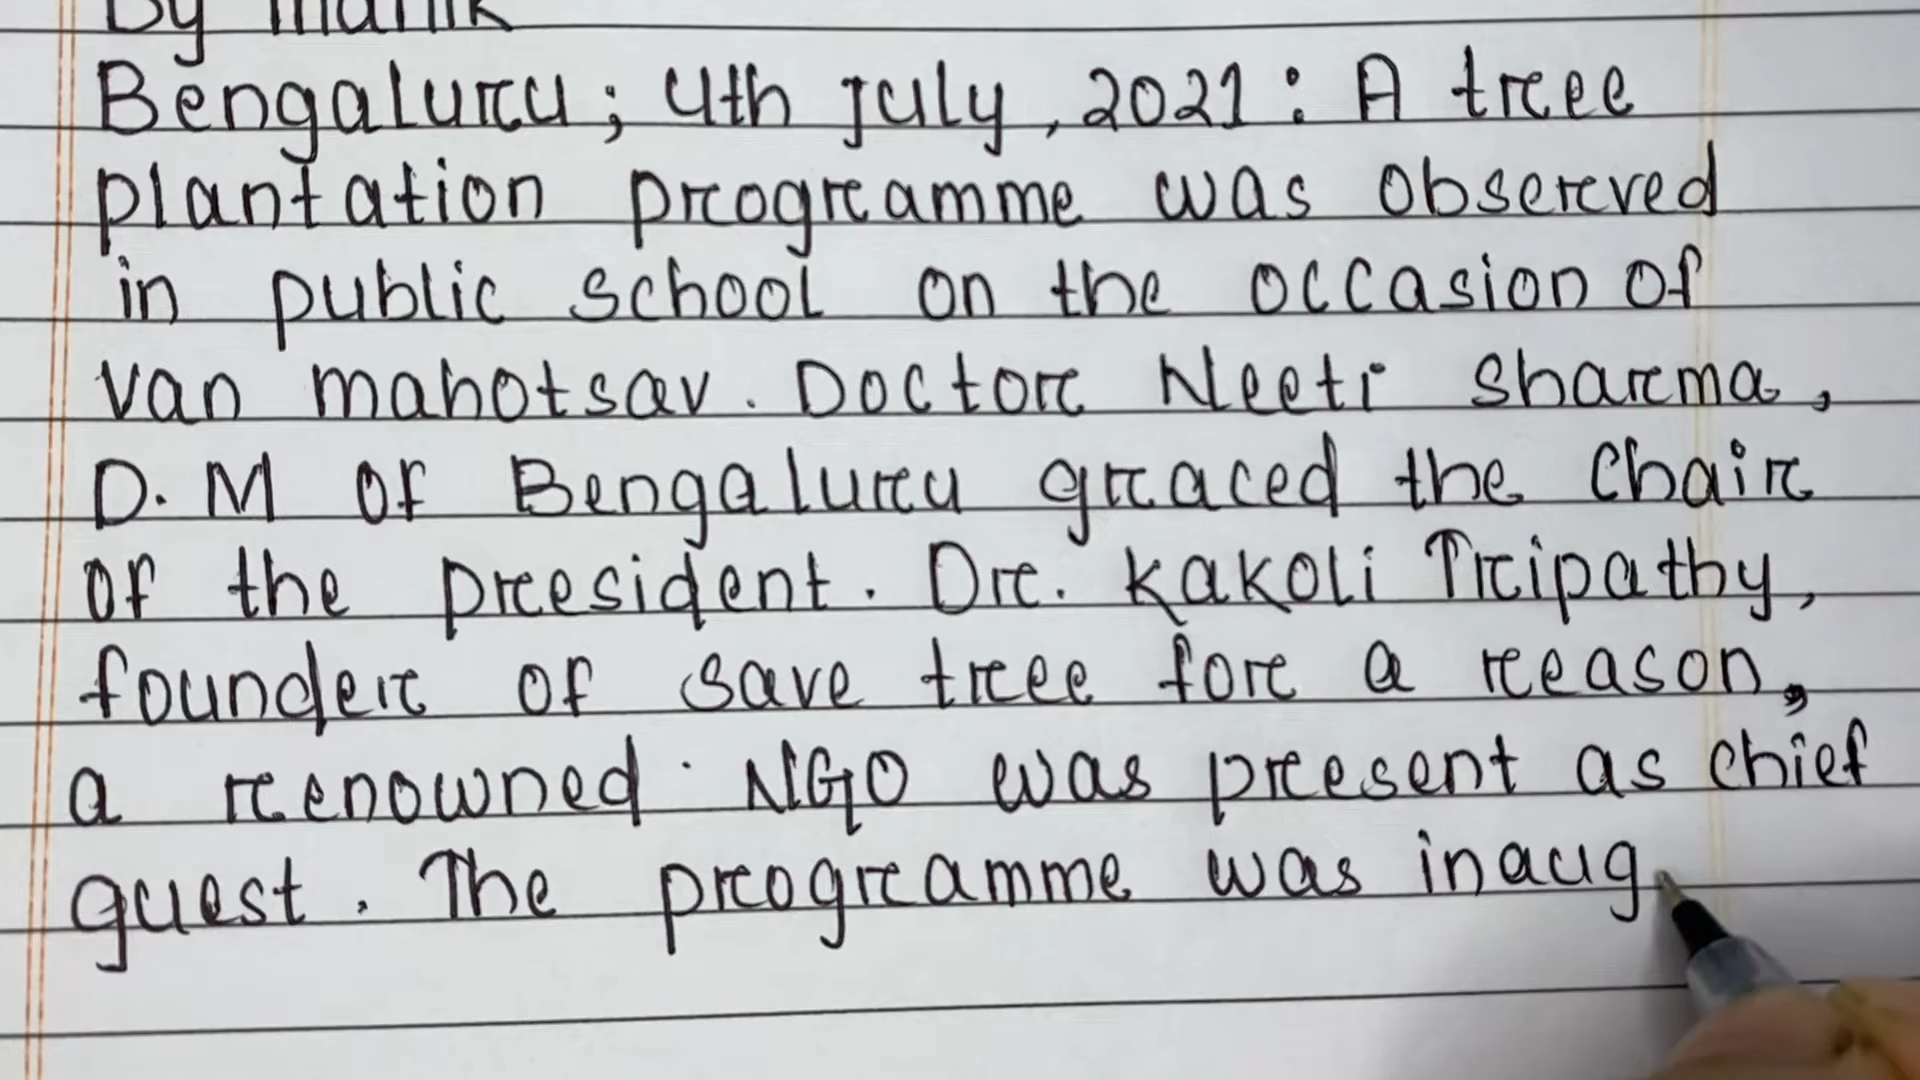 By Manik
Bengaluru; 4th July, 2021: A tree
plantation programme was observed
in public school on the occasion of
van mahotsav. Doctor Neeti Sharma,
D.M of Bengaluru graced the chair
of the president. Dr. Kakoli Tripathy,
founder of save tree for a reason,
a renowned NGO was present as chief
guest. The programme was inaug